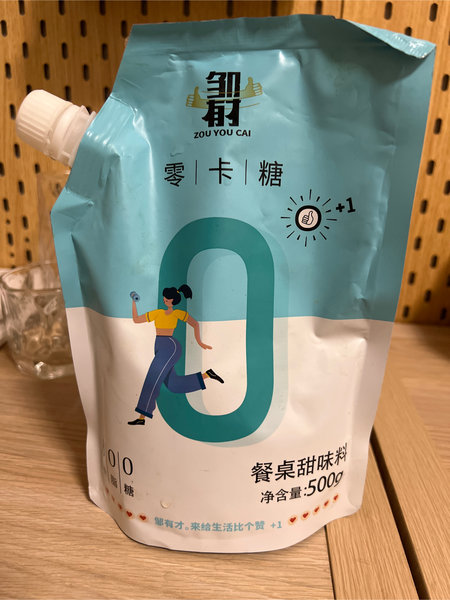 邹有才
ZOU YOU CAI
零|卡|糖
+1
0
0|0
脂|糖
餐桌甜味料
净含量:500g
邹有才。来给生活比个赞 +1